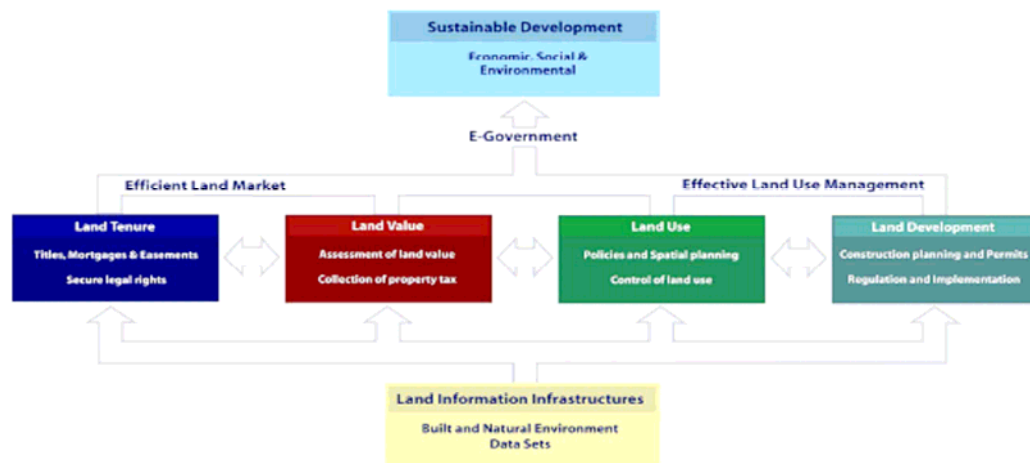 Sustainable Development
Economic, Social &
Environmental
E-Government
Efficient Land Market
Effective Land Use Management
Land Tenure
Titles, Mortgages & Easements
Secure legal rights
Land Value
Assessment of land value
Collection of property tax
Land Use
Policies and Spatial planning
Control of land use
Land Development
Construction planning and Permits
Regulation and Implementation
Land Information Infrastructures
Built and Natural Environment
Data Sets